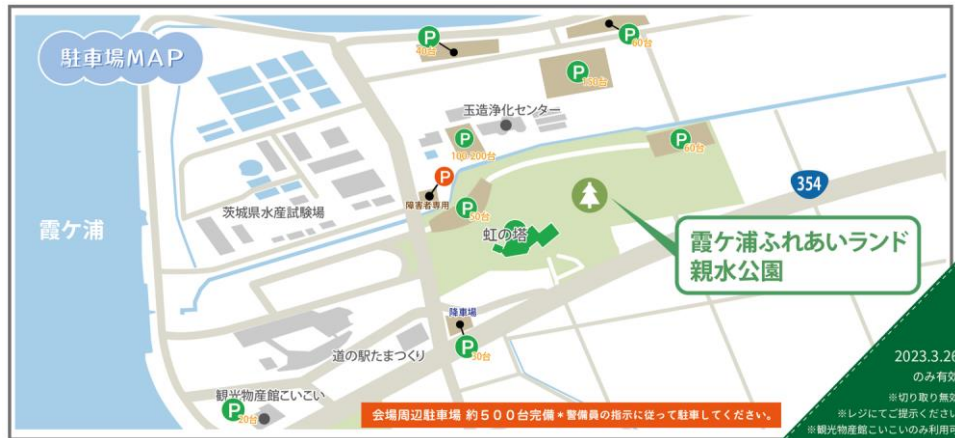 駐車場MAP
P
40台
P
60台
P
150台
玉造浄化センター
P
100-200台
P
60台
P
障害者専用
354
茨城県水産試験場
P
50台
霞ケ浦
虹の塔
霞ケ浦ふれあいランド
親水公園
降車場
P
30台
道の駅たまつくり
観光物産館こいこい
P
20台
会場周辺駐車場 約500台完備*警備員の指示に従って駐車してください。
2023.3.26
のみ有効
※切り取り無効
※レジにてご提示ください
※観光物産館こいこいのみ利用可